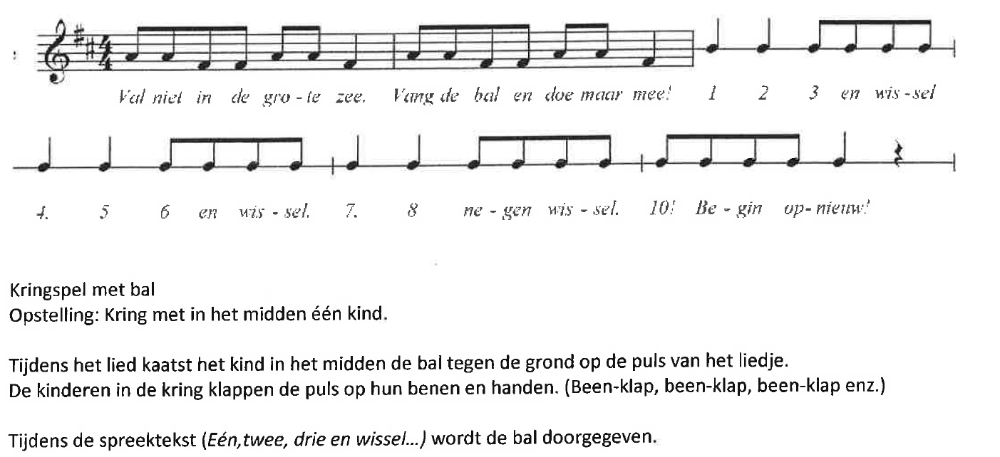 Val niet in de gro - te zee. Vang de bal en doe maar mee! 1 2 3 en wis - sel
4. 5 6 en wis - sel. 7. 8 ne - gen wis - sel. 10! Be - gin op- nieuw!
Kringspel met bal
Opstelling: Kring met in het midden één kind.
Tijdens het lied kaatst het kind in het midden de bal tegen de grond op de puls van het liedje.
De kinderen in de kring klappen de puls op hun benen en handen. (Been-klap, been-klap, been-klap enz.)
Tijdens de spreektekst (Eén,twee, drie en wissel...) wordt de bal doorgegeven.